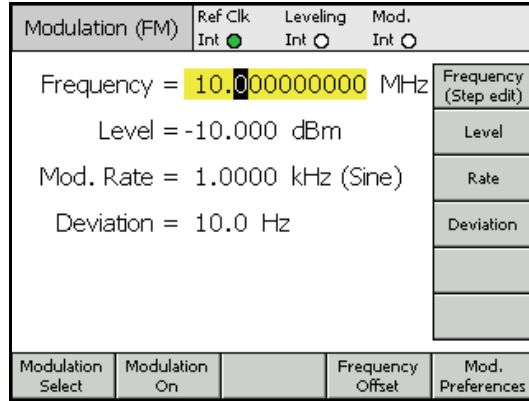 Modulation (FM)
Ref Clk
Int
Leveling
Int
Mod.
Int
Frequency = 10.000000000 MHz
Level = -10.000 dBm
Mod. Rate = 1.0000 kHz (Sine)
Deviation = 10.0 Hz
Frequency
(Step edit)
Level
Rate
Deviation
Modulation
Select
Modulation
On
Frequency
Offset
Mod.
Preferences